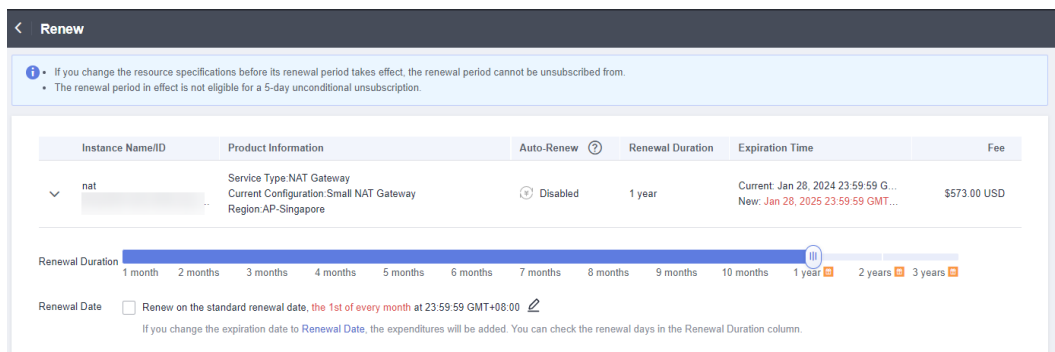 Renew
If you change the resource specifications before its renewal period takes effect, the renewal period cannot be unsubscribed from.
The renewal period in effect is not eligible for a 5-day unconditional unsubscription.
Instance Name/ID Product Information Auto-Renew ? Renewal Duration Expiration Time Fee
nat
...
Service Type:NAT Gateway
Current Configuration:Small NAT Gateway
Region:AP-Singapore
Disabled
1 year
Current: Jan 28, 2024 23:59:59 G...
New: Jan 28, 2025 23:59:59 GMT...
$573.00 USD
Renewal Duration
1 month 2 months 3 months 4 months 5 months 6 months 7 months 8 months 9 months 10 months 1 year 2 years 3 years
Renewal Date Renew on the standard renewal date, the 1st of every month at 23:59:59 GMT+08:00
If you change the expiration date to Renewal Date, the expenditures will be added. You can check the renewal days in the Renewal Duration column.